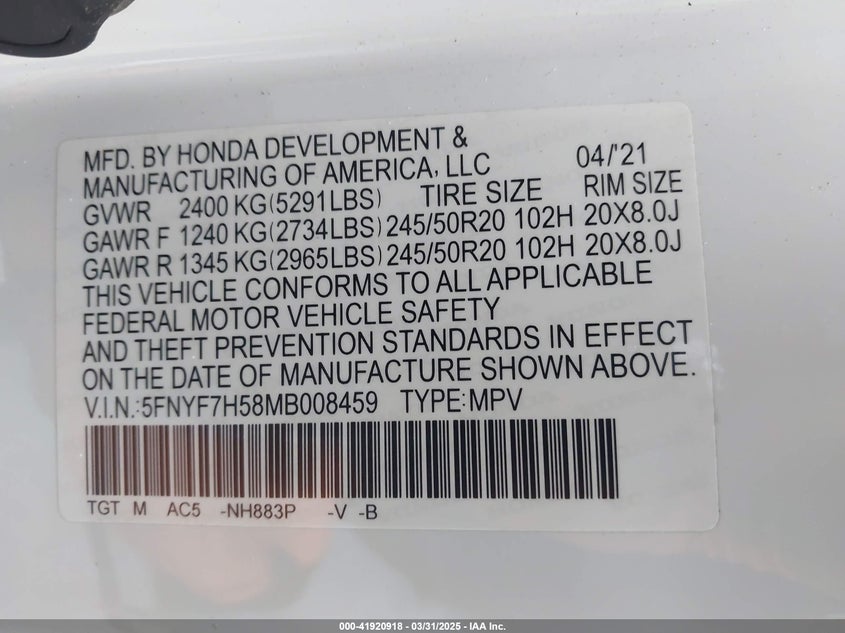 MFD. BY HONDA DEVELOPMENT &
MANUFACTURING OF AMERICA, LLC 04/'21
GVWR 2400 KG(5291LBS) TIRE SIZE RIM SIZE
GAWR F 1240 KG(2734LBS) 245/50R20 102H 20X8.0J
GAWR R 1345 KG(2965LBS) 245/50R20 102H 20X8.0J
THIS VEHICLE CONFORMS TO ALL APPLICABLE
FEDERAL MOTOR VEHICLE SAFETY
AND THEFT PREVENTION STANDARDS IN EFFECT
ON THE DATE OF MANUFACTURE SHOWN ABOVE.
V.I.N.:5FNYF7H58MB008459 TYPE:MPV
TGT M AC5 -NH883P -V -B
000-41920918 - 03/31/2025 - IAA Inc.